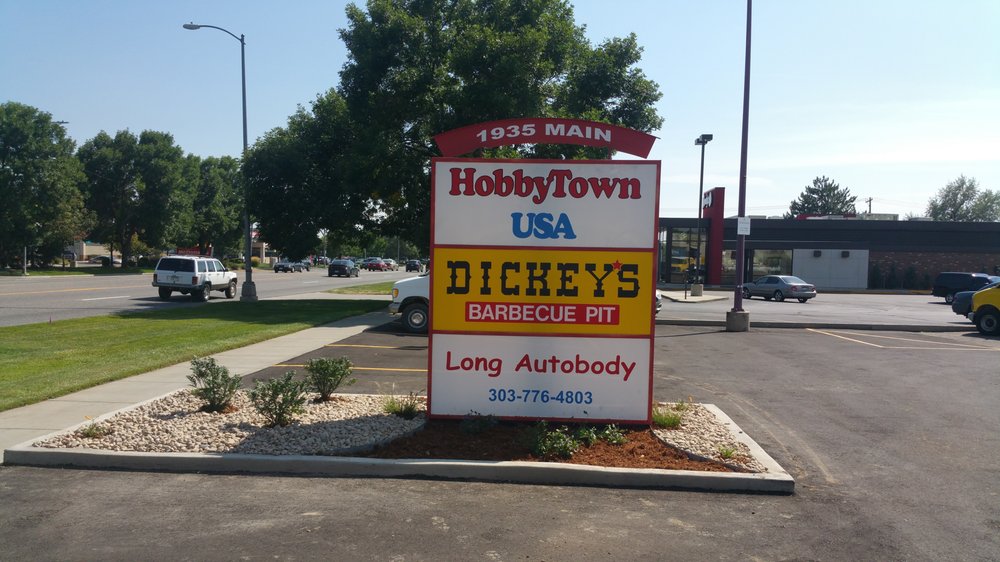 1935 MAIN
HobbyTown
USA
DICKEY'S
BARBECUE PIT
Long Autobody
303-776-4803